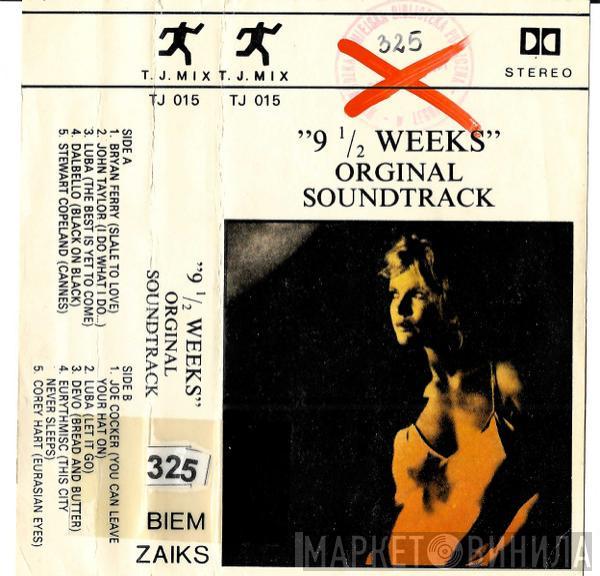 325
T.J.MIX T.J.MIX
TJ 015 TJ 015
STEREO
"9 1/2 WEEKS"
ORGINAL
SOUNDTRACK
SIDE A
1. BRYAN FERRY (SLALE TO LOVE)
2. JOHN TAYLOR (I DO WHAT I DO...)
3. LUBA (THE BEST IS YET TO COME)
4. DALBELLO (BLACK ON BLACK)
5. STEWART COPELAND (CANNES)
SIDE B
1. JOE COCKER (YOU CAN LEAVE
YOUR HAT ON)
2. LUBA (LET IT GO)
3. DEVO (BREAD AND BUTTER)
4. EURYTHMISC (THIS CITY
NEVER SLEEPS)
5. COREY HART (EURASIAN EYES)
"9 1/2 WEEKS"
ORGINAL
SOUNDTRACK
325
BIEM
ZAIKS
МАРКЕТ ВИНИЛА